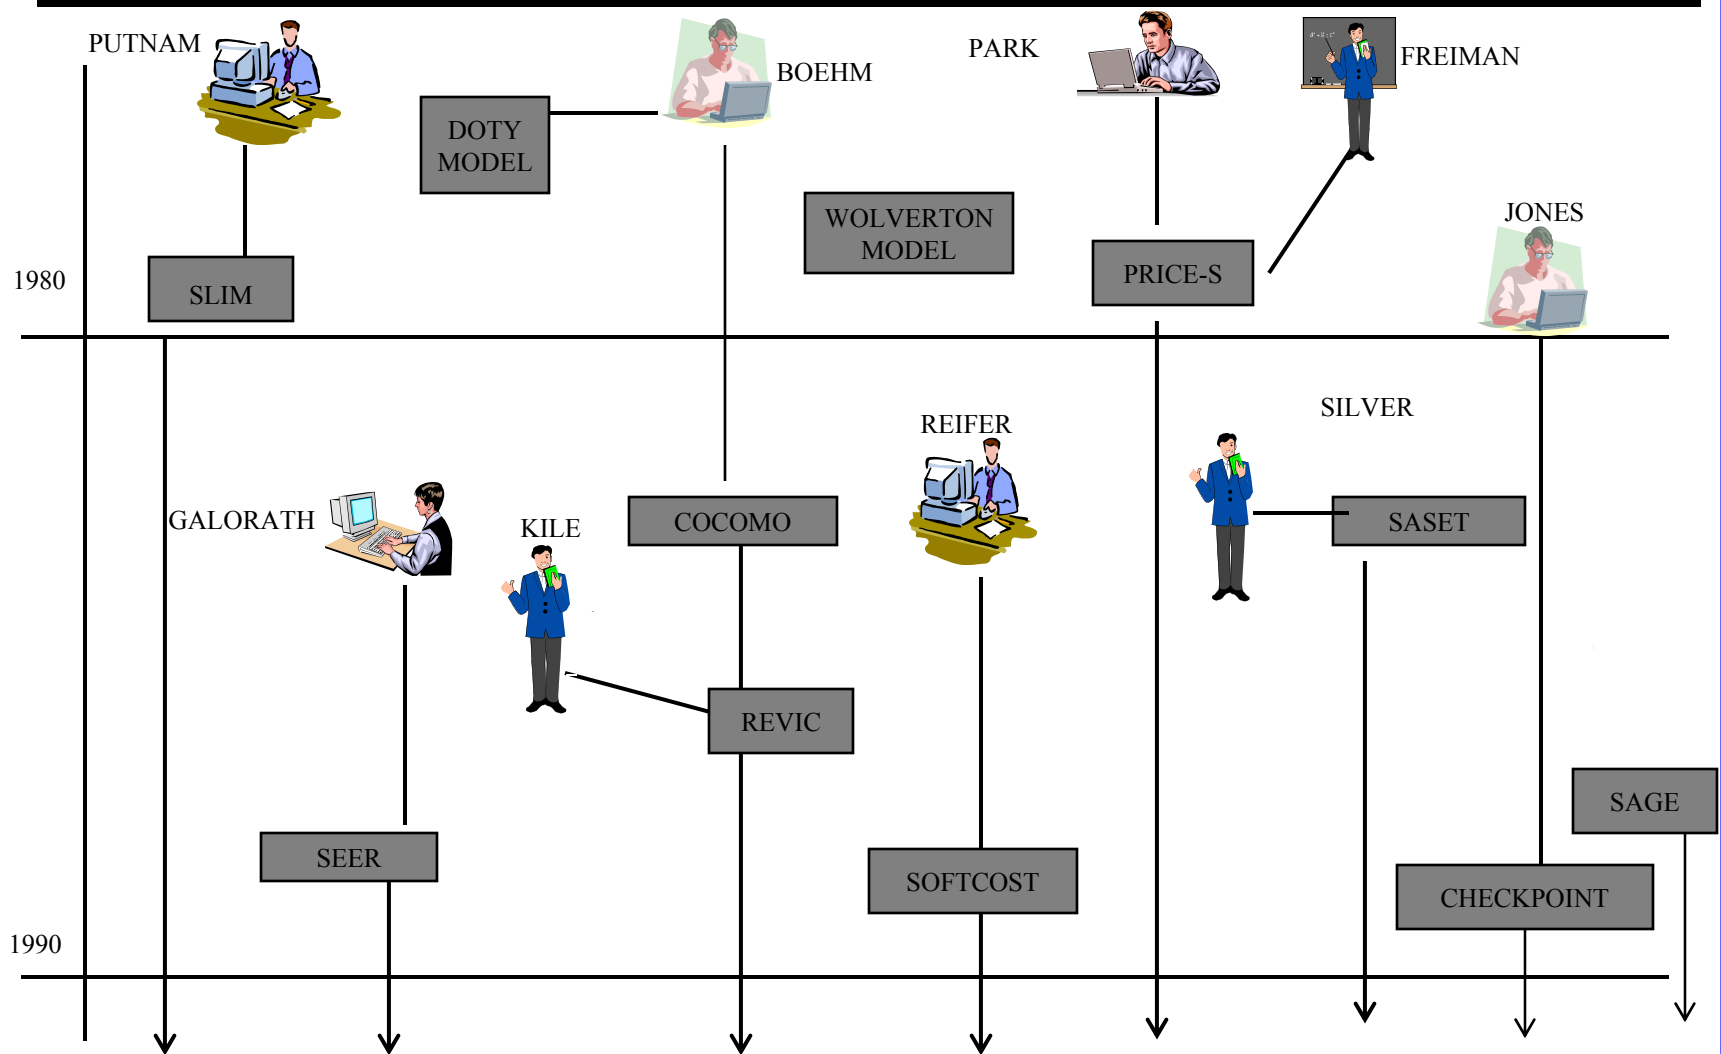 PUTNAM
BOEHM
PARK
FREIMAN
DOTY
MODEL
WOLVERTON
MODEL
JONES
1980
SLIM
PRICE-S
SILVER
REIFER
GALORATH
KILE
COCOMO
SASET
REVIC
SAGE
SEER
SOFTCOST
CHECKPOINT
1990